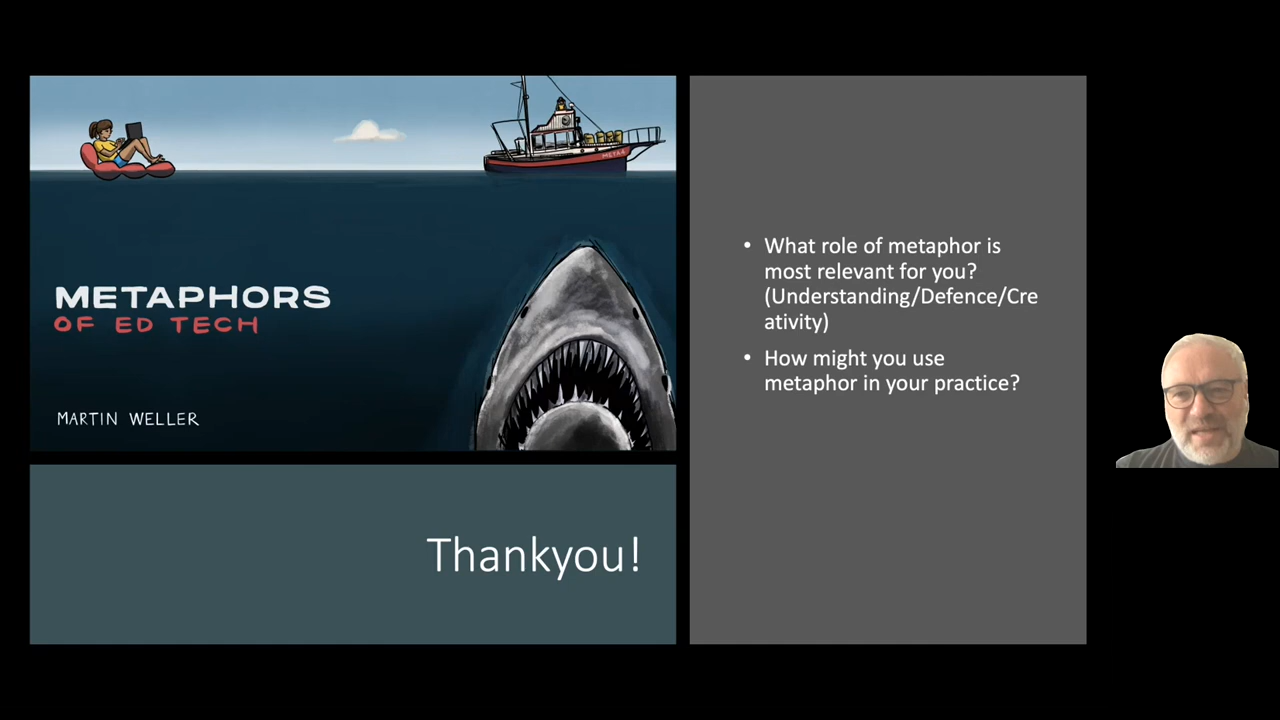 METAPHORS
OF ED TECH
MARTIN WELLER
Thankyou!
• What role of metaphor is
most relevant for you?
(Understanding/Defence/Cre
ativity)
• How might you use
metaphor in your practice?